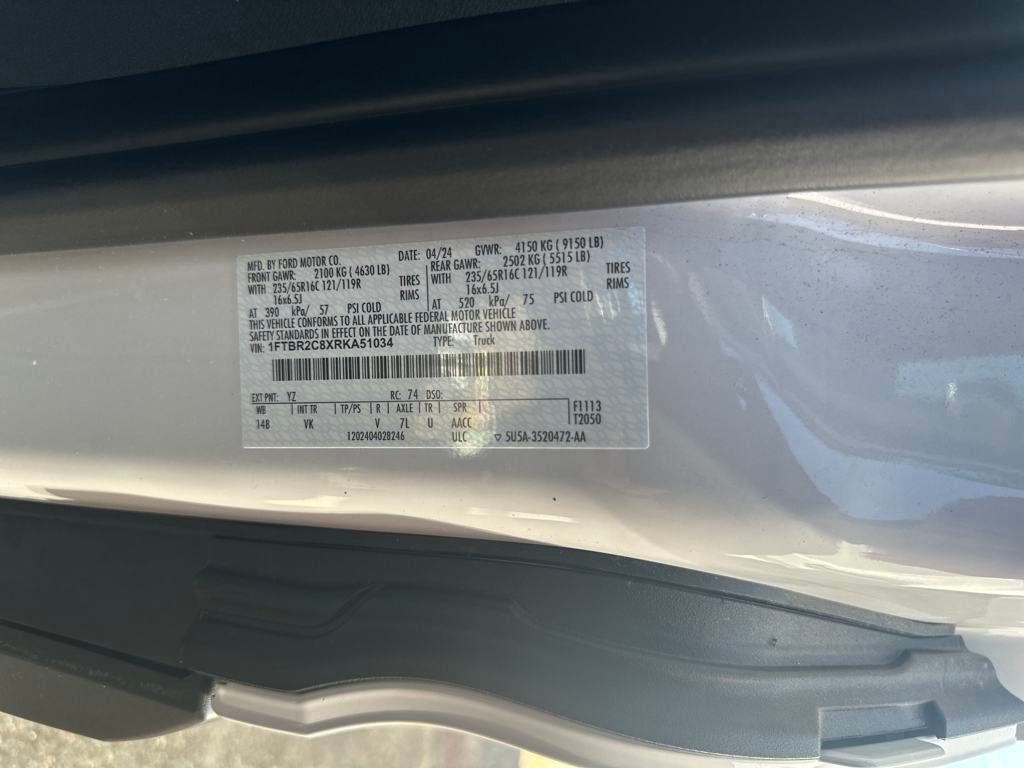 MFD. BY FORD MOTOR CO. DATE: 04/24 GVWR: 4150 KG ( 9150 LB)
FRONT GAWR: 2100 KG ( 4630 LB) REAR GAWR: 2502 KG ( 5515 LB)
WITH 235/65R16C 121/119R TIRES WITH 235/65R16C 121/119R TIRES
16x6.5J RIMS 16x6.5J RIMS
AT 390 kPa/ 57 PSI COLD AT 520 kPa/ 75 PSI COLD
THIS VEHICLE CONFORMS TO ALL APPLICABLE FEDERAL MOTOR VEHICLE
SAFETY STANDARDS IN EFFECT ON THE DATE OF MANUFACTURE SHOWN ABOVE.
VIN: 1FTBR2C8XRKA51034 TYPE: Truck
EXT PNT: YZ RC: 74 DSO:
WB INT TR TP/PS R AXLE TR SPR F1113
14B VK V 7L U AACC T2050
1202404028246 ULC ▽ 5U5A-3520472-AA